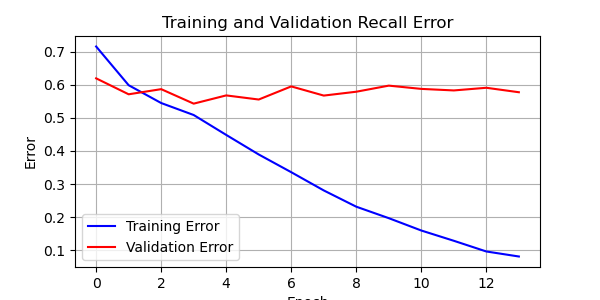 Training and Validation Recall Error
Error
0.7
0.6
0.5
0.4
0.3
0.2
0.1
Training Error
Validation Error
0 2 4 6 8 10 12
Epoch